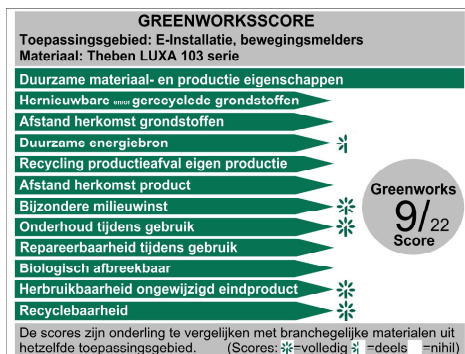 GREENWORKSSCORE
Toepassingsgebied: E-Installatie, bewegingsmelders
Materiaal: Theben LUXA 103 serie
Duurzame materiaal- en productie eigenschappen
Hernieuwbare en/of gerecyclede grondstoffen
Afstand herkomst grondstoffen
Duurzame energiebron
Recycling productieafval eigen productie
Afstand herkomst product
Bijzondere milieuwinst
Onderhoud tijdens gebruik
Repareerbaarheid tijdens gebruik
Biologisch afbreekbaar
Herbruikbaarheid ongewijzigd eindproduct
Recyclebaarheid
Greenworks
9/22
Score
De scores zijn onderling te vergelijken met branchegelijke materialen uit
hetzelfde toepassingsgebied. (Scores: =volledig =deels =nihil)